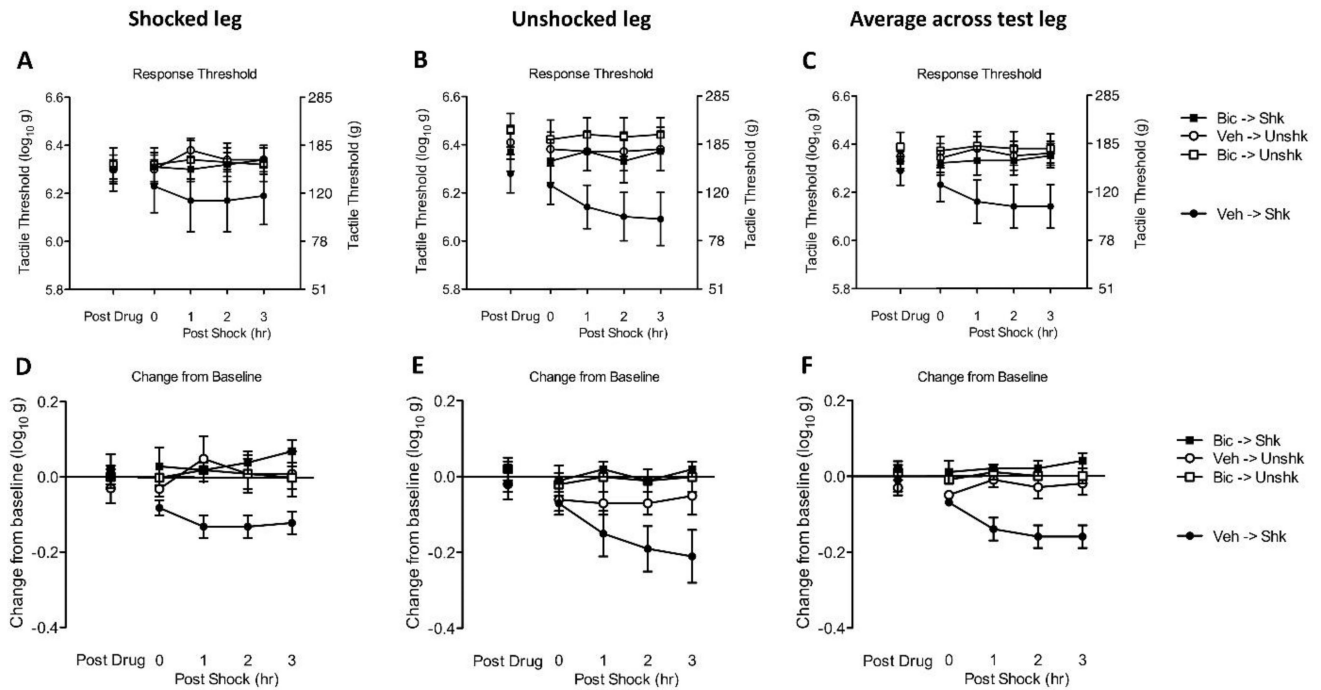 Shocked leg
Unshocked leg
Average across test leg
A
Response Threshold
Tactile Threshold (log10 g)
6.6
6.4
6.2
6.0
5.8
285
185
120
78
51
Tactile Threshold (g)
Post Drug 0 1 2 3
Post Shock (hr)
B
Response Threshold
Tactile Threshold (log10 g)
6.6
6.4
6.2
6.0
5.8
285
185
120
78
51
Tactile Threshold (g)
Post Drug 0 1 2 3
Post Shock (hr)
C
Response Threshold
Tactile Threshold (log10 g)
6.6
6.4
6.2
6.0
5.8
285
185
120
78
51
Tactile Threshold (g)
Post Drug 0 1 2 3
Post Shock (hr)
Bic -> Shk
Veh -> Unshk
Bic -> Unshk
Veh -> Shk
D
Change from Baseline
Change from baseline (log10 g)
0.2
0.0
-0.2
-0.4
Post Drug 0 1 2 3
Post Shock (hr)
E
Change from Baseline
Change from baseline (log10 g)
0.2
0.0
-0.2
-0.4
Post Drug 0 1 2 3
Post Shock (hr)
F
Change from Baseline
Change from baseline (log10 g)
0.2
0.0
-0.2
-0.4
Post Drug 0 1 2 3
Post Shock (hr)
Bic -> Shk
Veh -> Unshk
Bic -> Unshk
Veh -> Shk